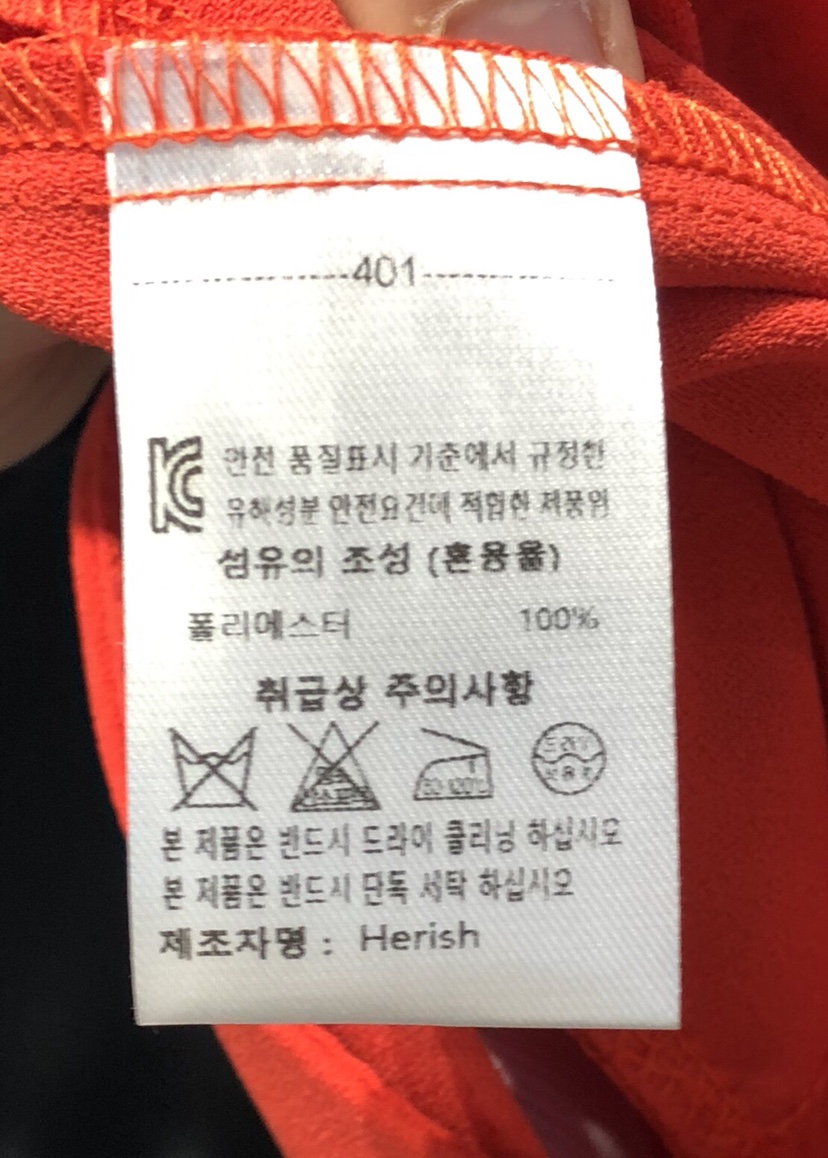 401
안전 품질표시 기준에서 규정한
유해성분 안전요건에 적합한 제품임
섬유의 조성 (혼용율)
폴리에스터 100%
취급상 주의사항
드라이
본 제품은 반드시 드라이 클리닝 하십시오
본 제품은 반드시 단독 세탁 하십시오
제조자명 : Herish